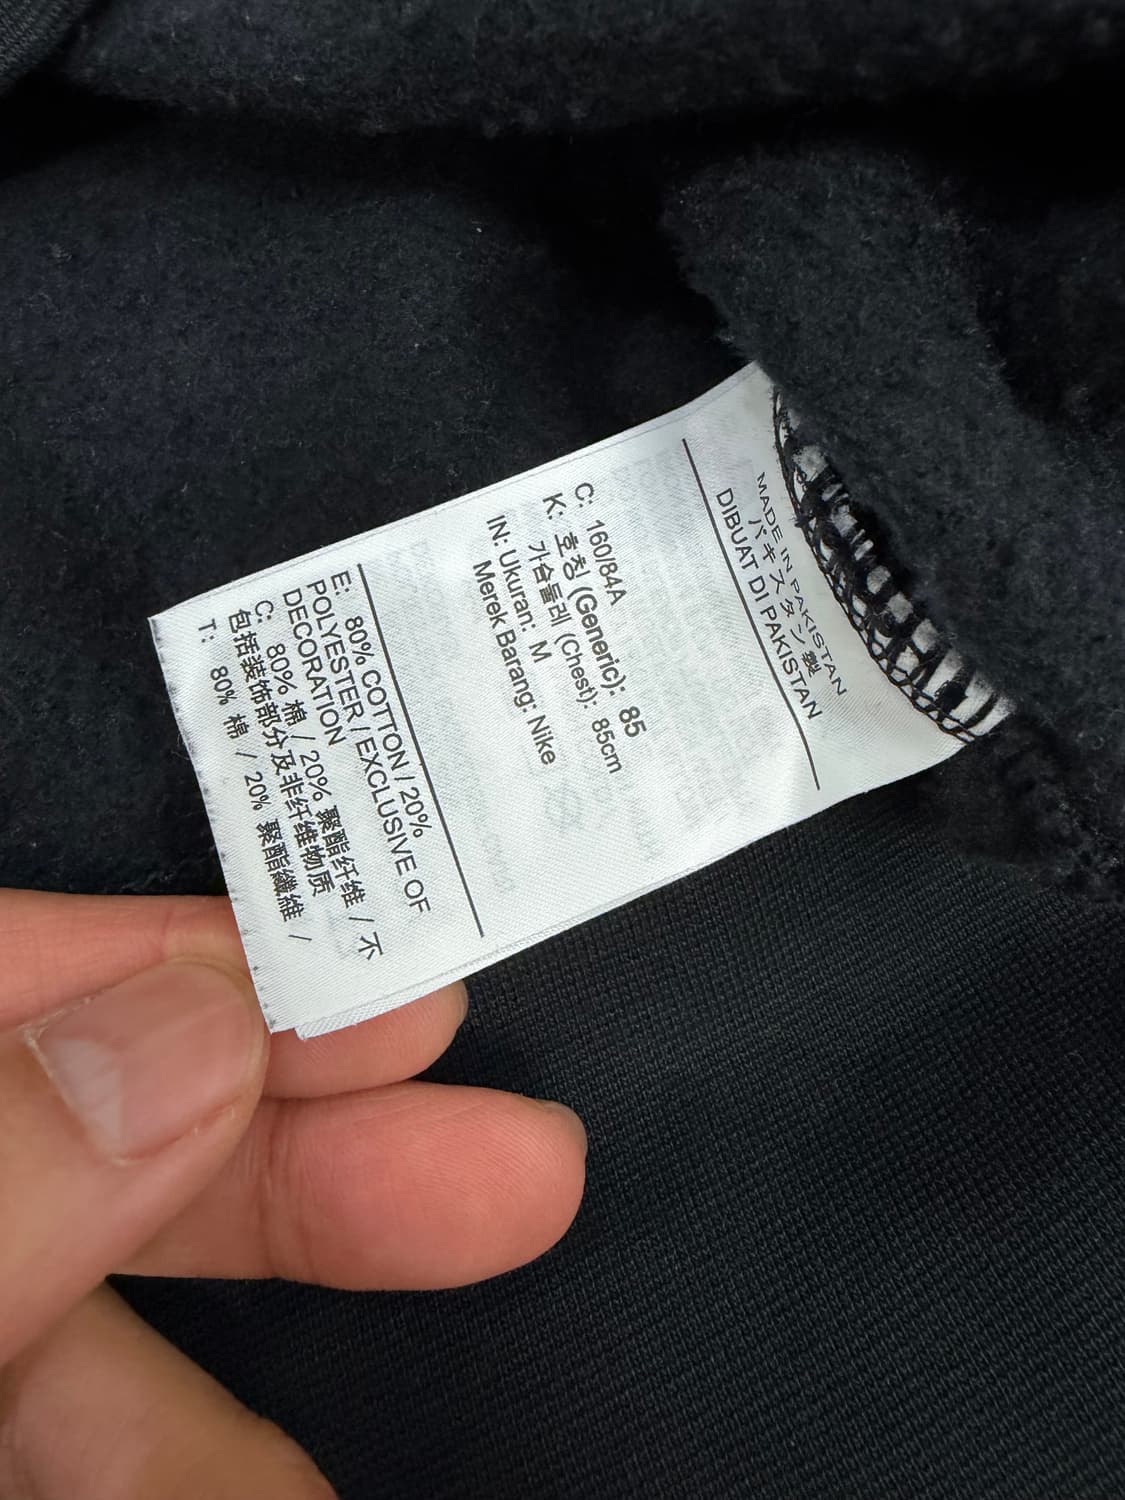 MADE IN PAKISTAN
パキスタン製
DIBUAT DI PAKISTAN
C: 160/84A
K: 호칭 (Generic): 85
가슴둘레 (Chest): 85cm
IN: Ukuran: M
Merek Barang: Nike
E: 80% COTTON / 20%
POLYESTER / EXCLUSIVE OF
DECORATION
C: 80% 棉 / 20% 聚酯纤维 / 不
包括装饰部分及非纤维物质
T: 80% 棉 / 20% 聚酯纖維 /